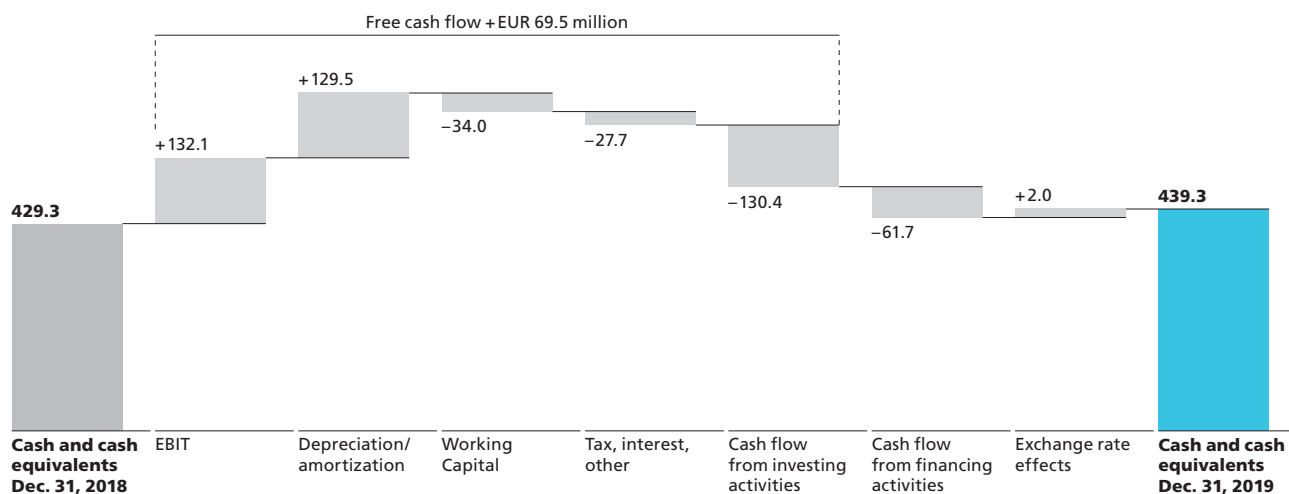 Free cash flow +EUR 69.5 million
+129.5
−34.0
−27.7
+132.1
−130.4
+2.0
439.3
429.3
−61.7
Cash and cash
equivalents
Dec. 31, 2018
EBIT
Depreciation/
amortization
Working
Capital
Tax, interest,
other
Cash flow
from investing
activities
Cash flow
from financing
activities
Exchange rate
effects
Cash and cash
equivalents
Dec. 31, 2019